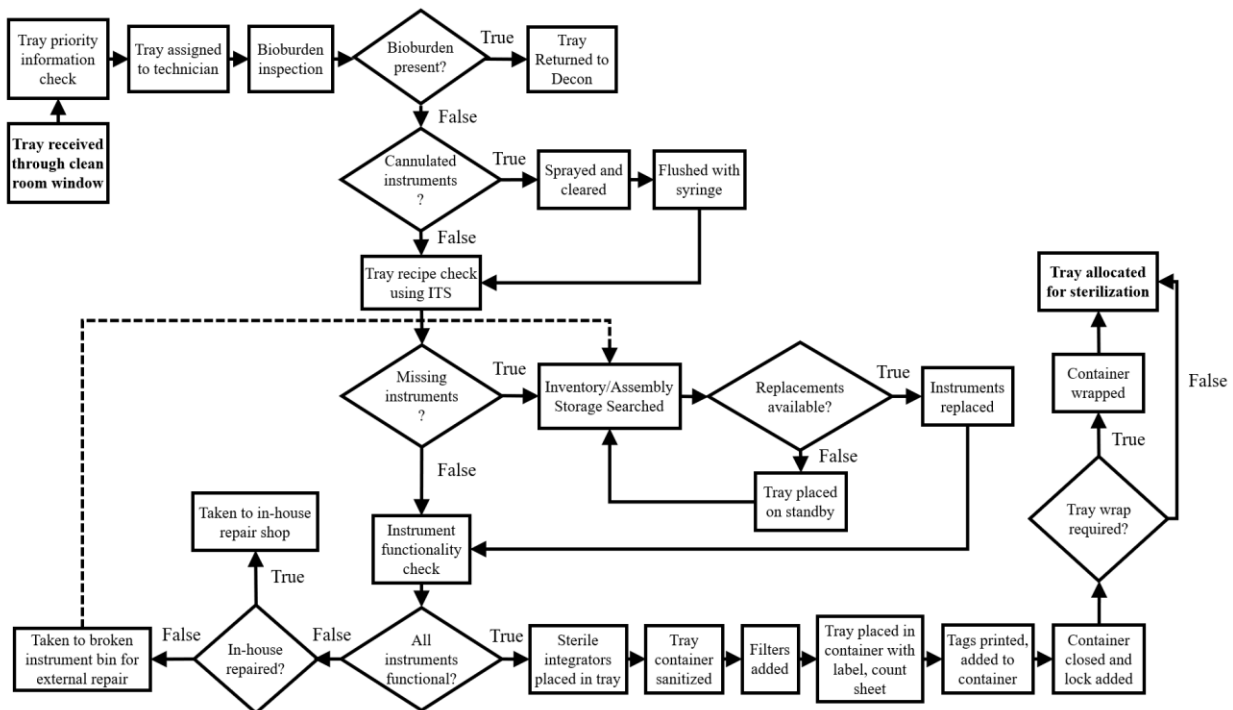 Tray priority
information
check
Tray assigned
to technician
Bioburden
inspection
Bioburden
present?
True
Tray
Returned to
Decon
False
Tray received
through clean
room window
Cannulated
instruments
?
True
Sprayed and
cleared
Flushed with
syringe
False
Tray recipe check
using ITS
Tray allocated
for sterilization
Missing
instruments
?
True
Inventory/Assembly
Storage Searched
Replacements
available?
True
Instruments
replaced
Container
wrapped
False
False
False
True
Tray placed
on standby
Tray wrap
required?
Taken to in-house
repair shop
Instrument
functionality
check
True
Taken to broken
instrument bin for
external repair
False
In-house
repaired?
False
All
instruments
functional?
True
Sterile
integrators
placed in tray
Tray
container
sanitized
Filters
added
Tray placed in
container with
label, count
sheet
Tags printed,
added to
container
Container
closed and
lock added